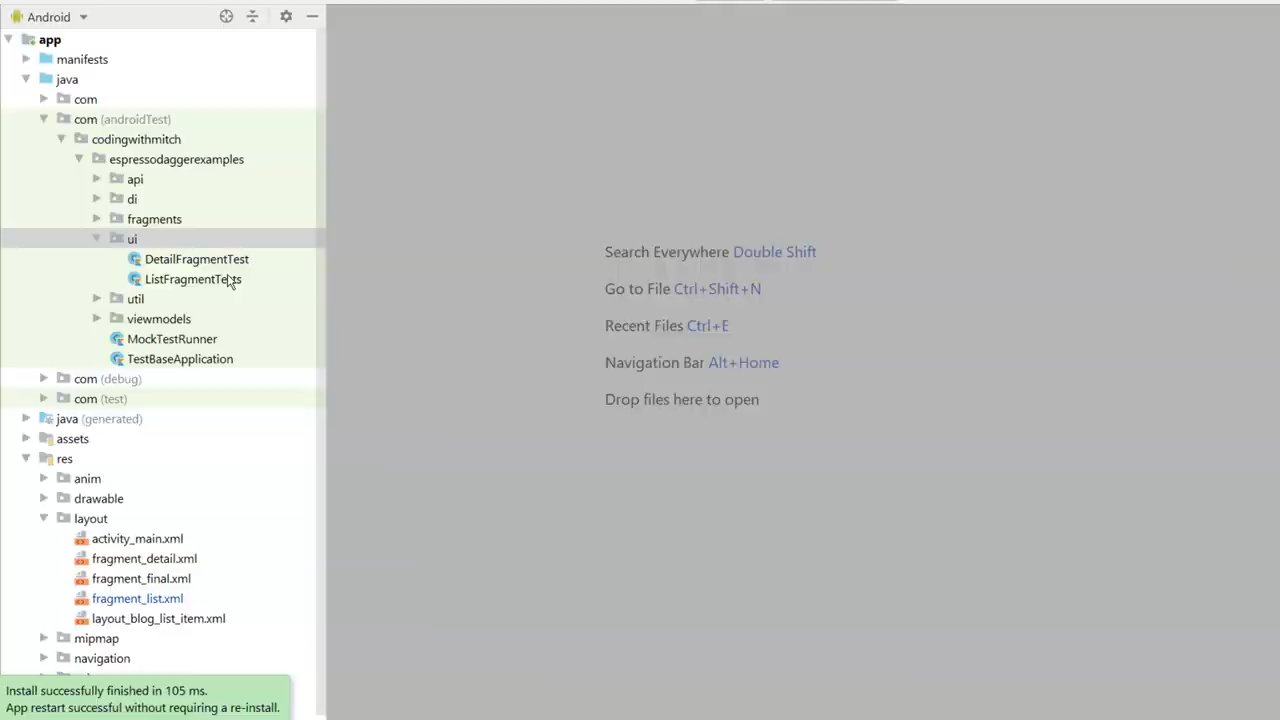 Android
app
manifests
java
com
com (androidTest)
codingwithmitch
espressodaggerexamples
api
di
fragments
ui
DetailFragmentTest
ListFragmentTests
util
viewmodels
MockTestRunner
TestBaseApplication
com (debug)
com (test)
java (generated)
assets
res
anim
drawable
layout
activity_main.xml
fragment_detail.xml
fragment_final.xml
fragment_list.xml
layout_blog_list_item.xml
mipmap
navigation
Install successfully finished in 105 ms.
App restart successful without requiring a re-install.
Search Everywhere Double Shift
Go to File Ctrl+Shift+N
Recent Files Ctrl+E
Navigation Bar Alt+Home
Drop files here to open